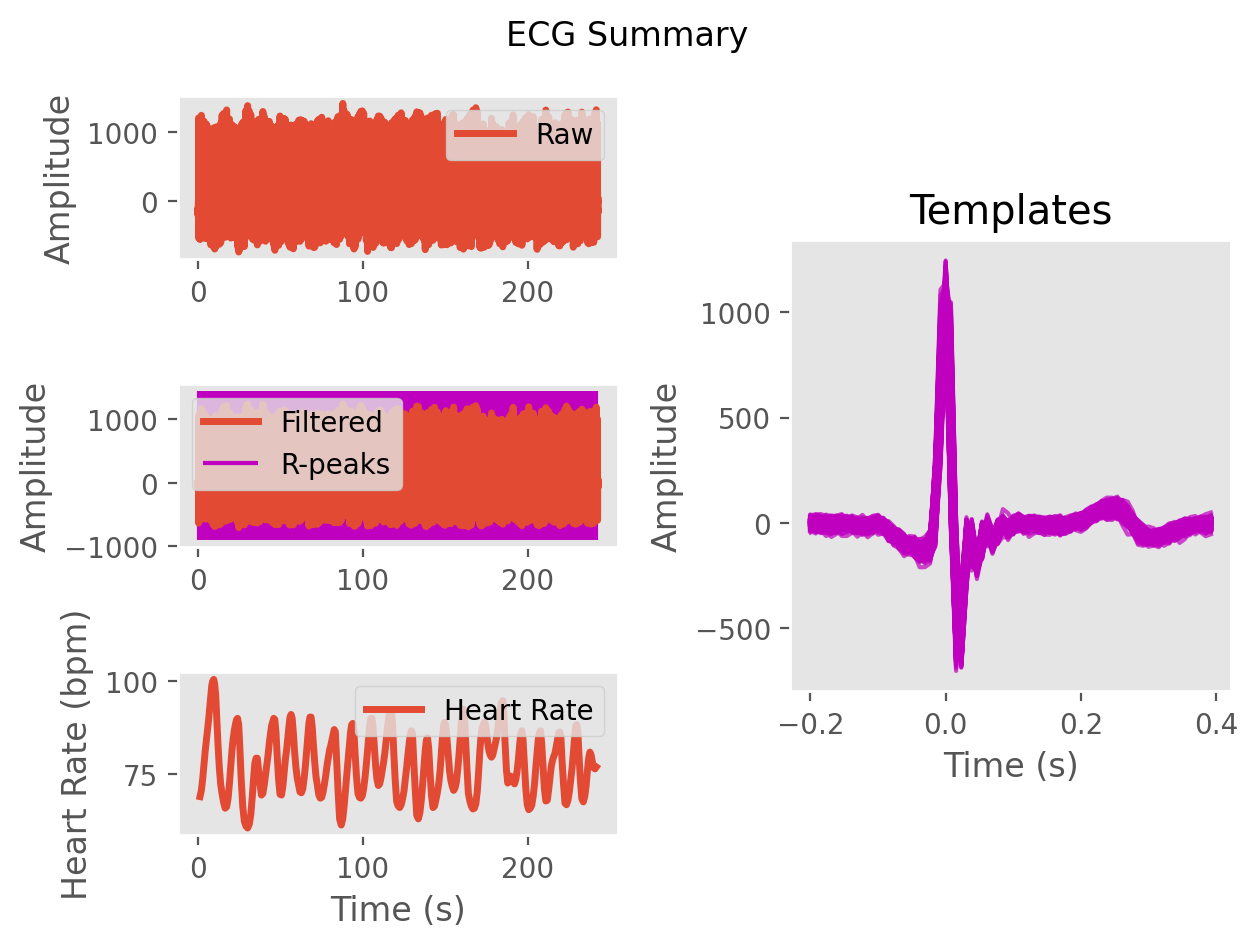 ECG Summary
Amplitude
1000
0
Raw
0
100
200
Amplitude
1000
0
−1000
Filtered
R-peaks
0
100
200
Heart Rate (bpm)
100
75
Heart Rate
0
100
200
Time (s)
Templates
Amplitude
1000
500
0
−500
−0.2
0.0
0.2
0.4
Time (s)